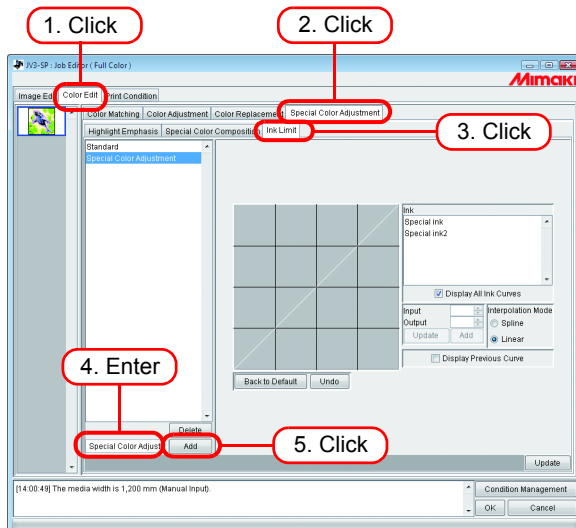 1. Click
2. Click
JV3-SP : Job Editor ( Full Color )
Mimaki
Color Edit Print Condition
Color Matching Color Adjustment Color Replacement Special Color Adjustment
Highlight Emphasis Special Color Composition Ink Limit
3. Click
Standard
Special Color Adjustment
Ink
Special ink
Special ink2
Display All Ink Curves
Input
Interpolation Mode
Output
Spline
Update Add
Linear
4. Enter
Display Previous Curve
Back to Default Undo
Delete
Special Color Adjust Add
5. Click
Update
[14:00:49] The media width is 1,200 mm (Manual Input).
Condition Management
OK Cancel